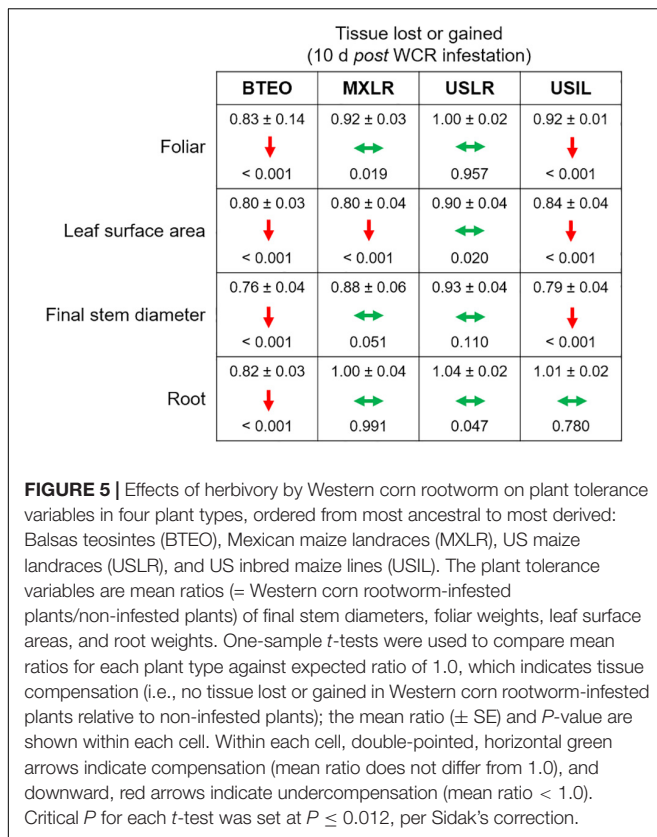 Tissue lost or gained
(10 d post WCR infestation)
BTEO MXLR USLR USIL
0.83 ± 0.14 0.92 ± 0.03 1.00 ± 0.02 0.92 ± 0.01
Foliar
< 0.001 0.019 0.957 < 0.001
0.80 ± 0.03 0.80 ± 0.04 0.90 ± 0.04 0.84 ± 0.04
Leaf surface area
< 0.001 < 0.001 0.020 < 0.001
0.76 ± 0.04 0.88 ± 0.06 0.93 ± 0.04 0.79 ± 0.04
Final stem diameter
< 0.001 0.051 0.110 < 0.001
0.82 ± 0.03 1.00 ± 0.04 1.04 ± 0.02 1.01 ± 0.02
Root
< 0.001 0.991 0.047 0.780
FIGURE 5 | Effects of herbivory by Western corn rootworm on plant tolerance
variables in four plant types, ordered from most ancestral to most derived:
Balsas teosintes (BTEO), Mexican maize landraces (MXLR), US maize
landraces (USLR), and US inbred maize lines (USIL). The plant tolerance
variables are mean ratios (= Western corn rootworm-infested
plants/non-infested plants) of final stem diameters, foliar weights, leaf surface
areas, and root weights. One-sample t-tests were used to compare mean
ratios for each plant type against expected ratio of 1.0, which indicates tissue
compensation (i.e., no tissue lost or gained in Western corn rootworm-infested
plants relative to non-infested plants); the mean ratio (± SE) and P-value are
shown within each cell. Within each cell, double-pointed, horizontal green
arrows indicate compensation (mean ratio does not differ from 1.0), and
downward, red arrows indicate undercompensation (mean ratio < 1.0).
Critical P for each t-test was set at P ≤ 0.012, per Sidak's correction.